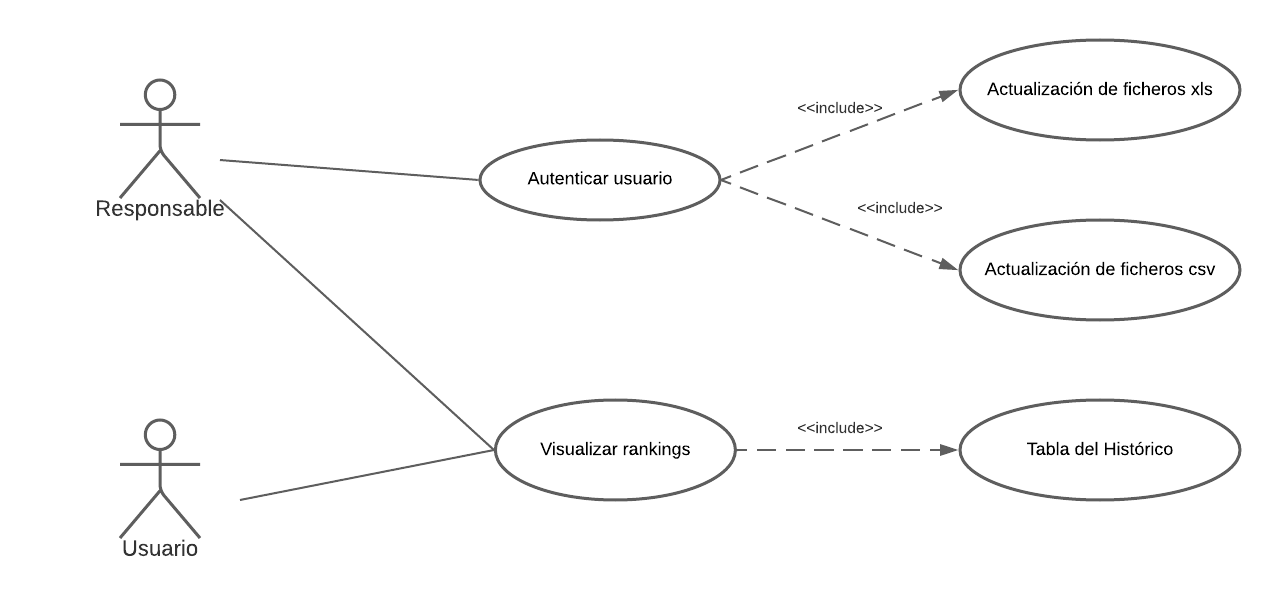 Actualización de ficheros xls
<<include>>
Autenticar usuario
Responsable
<<include>>
Actualización de ficheros csv
<<include>>
Visualizar rankings
Tabla del Histórico
Usuario